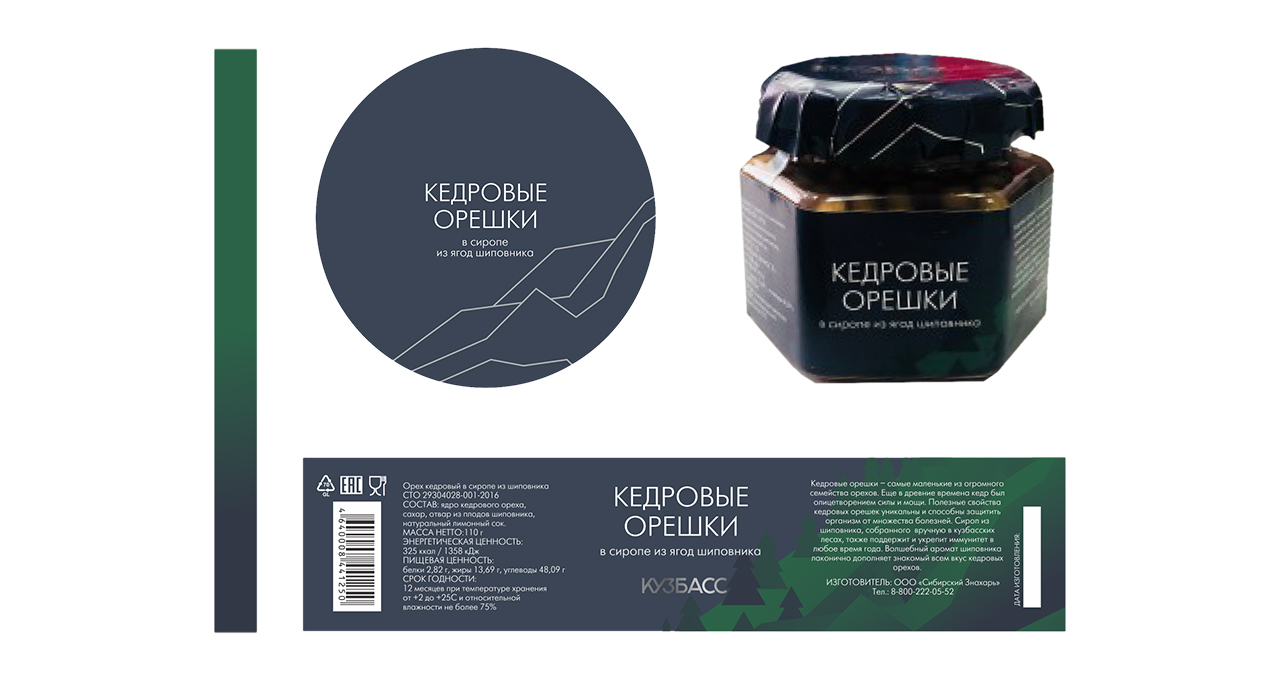 КЕДРОВЫЕ
ОРЕШКИ
в сиропе
из ягод шиповника
КЕДРОВЫЕ
ОРЕШКИ
в сиропе из ягод шиповника
75
GL
EAC
4640008441250
Орех кедровый в сиропе из шиповника
СТО 29304028-001-2016
СОСТАВ: ядро кедрового ореха,
сахар, отвар из плодов шиповника,
натуральный лимонный сок.
МАССА НЕТТО:110 г
ЭНЕРГЕТИЧЕСКАЯ ЦЕННОСТЬ:
325 ккал / 1358 кДж
ПИЩЕВАЯ ЦЕННОСТЬ:
белки 2,82 г, жиры 13,69 г, углеводы 48,09 г
СРОК ГОДНОСТИ:
12 месяцев при температуре хранения
от +2 до +25С и относительной
влажности не более 75%
КЕДРОВЫЕ
ОРЕШКИ
в сиропе из ягод шиповника
КУЗБАСС
Кедровые орешки – самые маленькие из огромного
семейства орехов. Еще в древние времена кедр был
олицетворением силы и мощи. Полезные свойства
кедровых орешек уникальны и способны защитить
организм от множества болезней. Сироп из
шиповника, собранного вручную в кузбасских
лесах, также поддержит и укрепит иммунитет в
любое время года. Волшебный аромат шиповника
лаконично дополняет знакомый всем вкус кедровых
орехов.
ИЗГОТОВИТЕЛЬ: ООО «Сибирский Знахарь»
Тел.: 8-800-222-05-52
ДАТА ИЗГОТОВЛЕНИЯ: